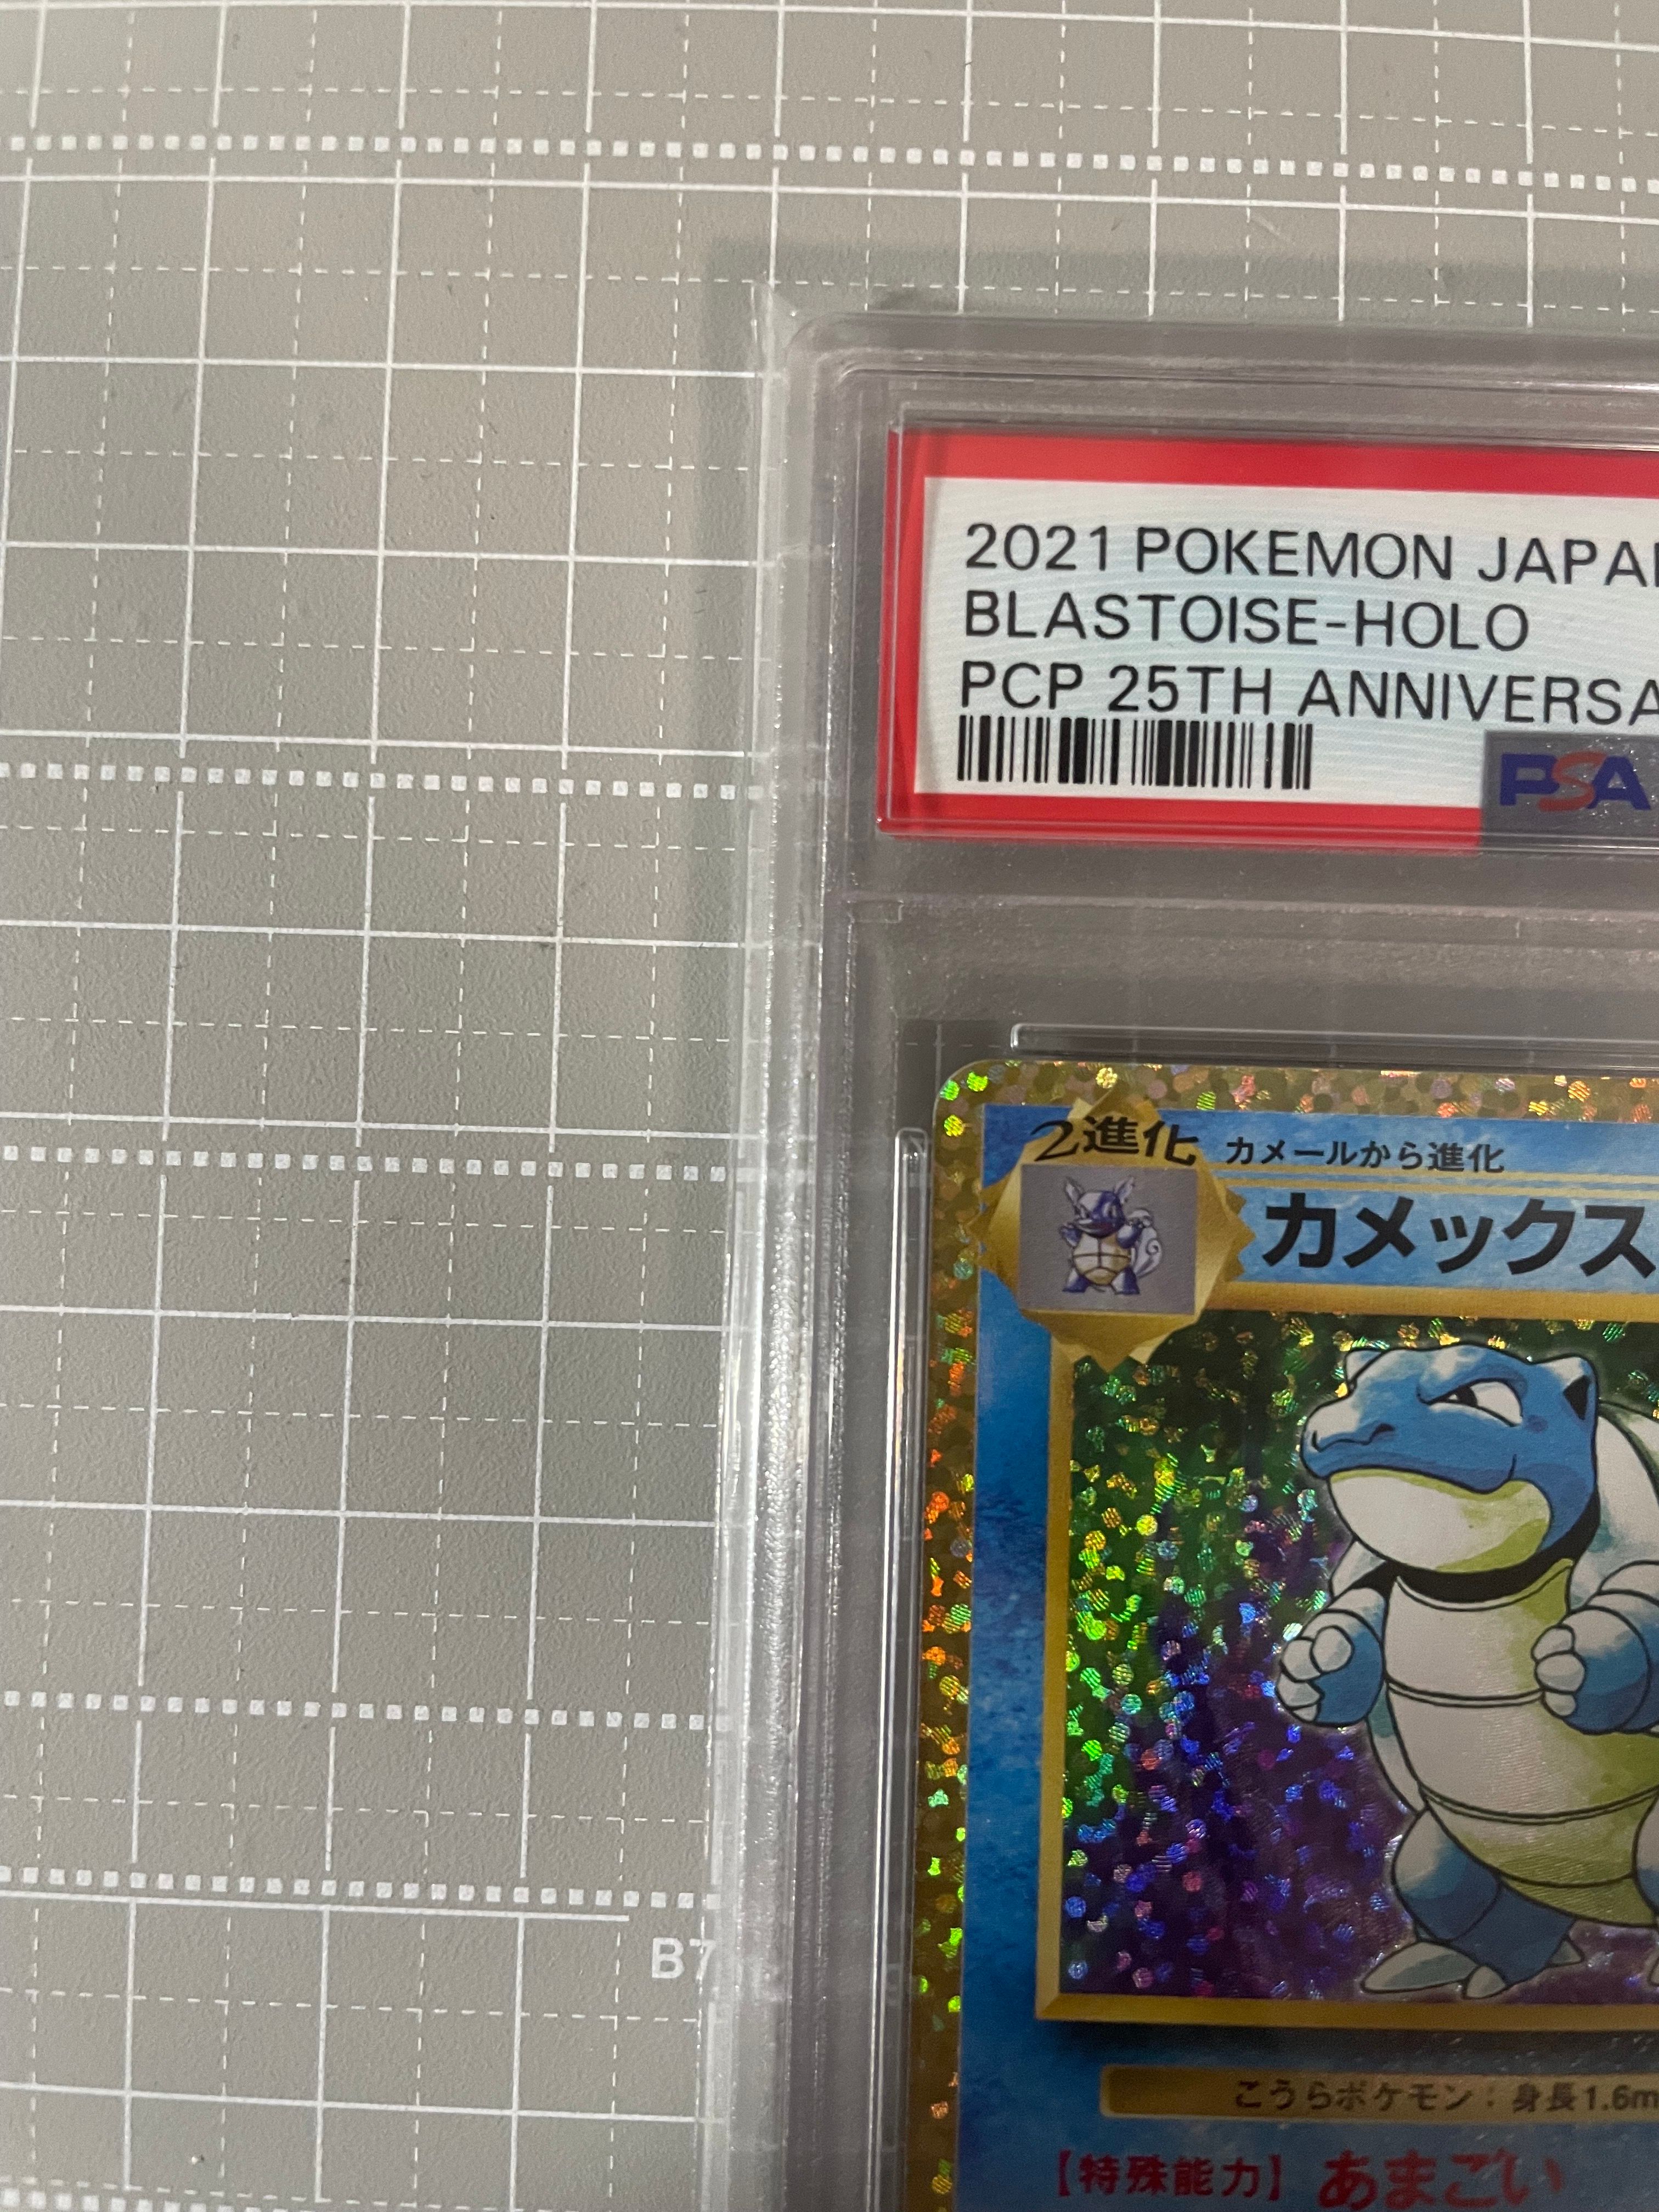 2021 POKEMON JAPAN
BLASTOISE-HOLO
PCP 25TH ANNIVERSA
PSA
2進化 カメールから進化
カメックス
B7
こうらポケモン：身長1.6m
【特殊能力】 あまごい